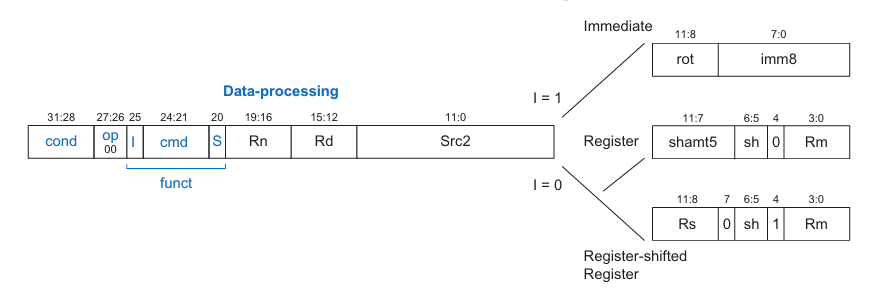 Immediate
11:8 7:0
rot imm8
Data-processing
I = 1
31:28 27:26 25 24:21 20 19:16 15:12 11:0
cond op 00 I cmd S Rn Rd Src2
funct
Register
11:7 6:5 4 3:0
shamt5 sh 0 Rm
I = 0
11:8 7 6:5 4 3:0
Rs 0 sh 1 Rm
Register-shifted
Register